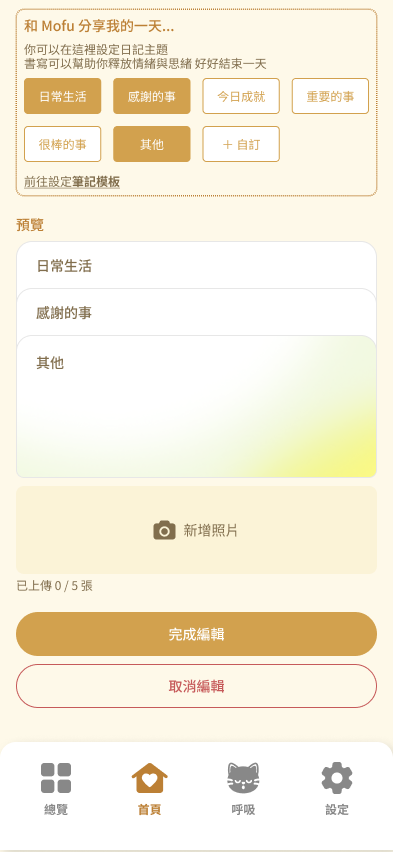 和 Mofu 分享我的一天...
你可以在這裡設定日記主題
書寫可以幫助你釋放情緒與思緒 好好結束一天
日常生活 感謝的事 今日成就 重要的事
很棒的事 其他 ＋ 自訂
前往設定筆記模板
預覽
日常生活
感謝的事
其他
新增照片
已上傳 0 / 5 張
完成編輯
取消編輯
總覽 首頁 呼吸 設定